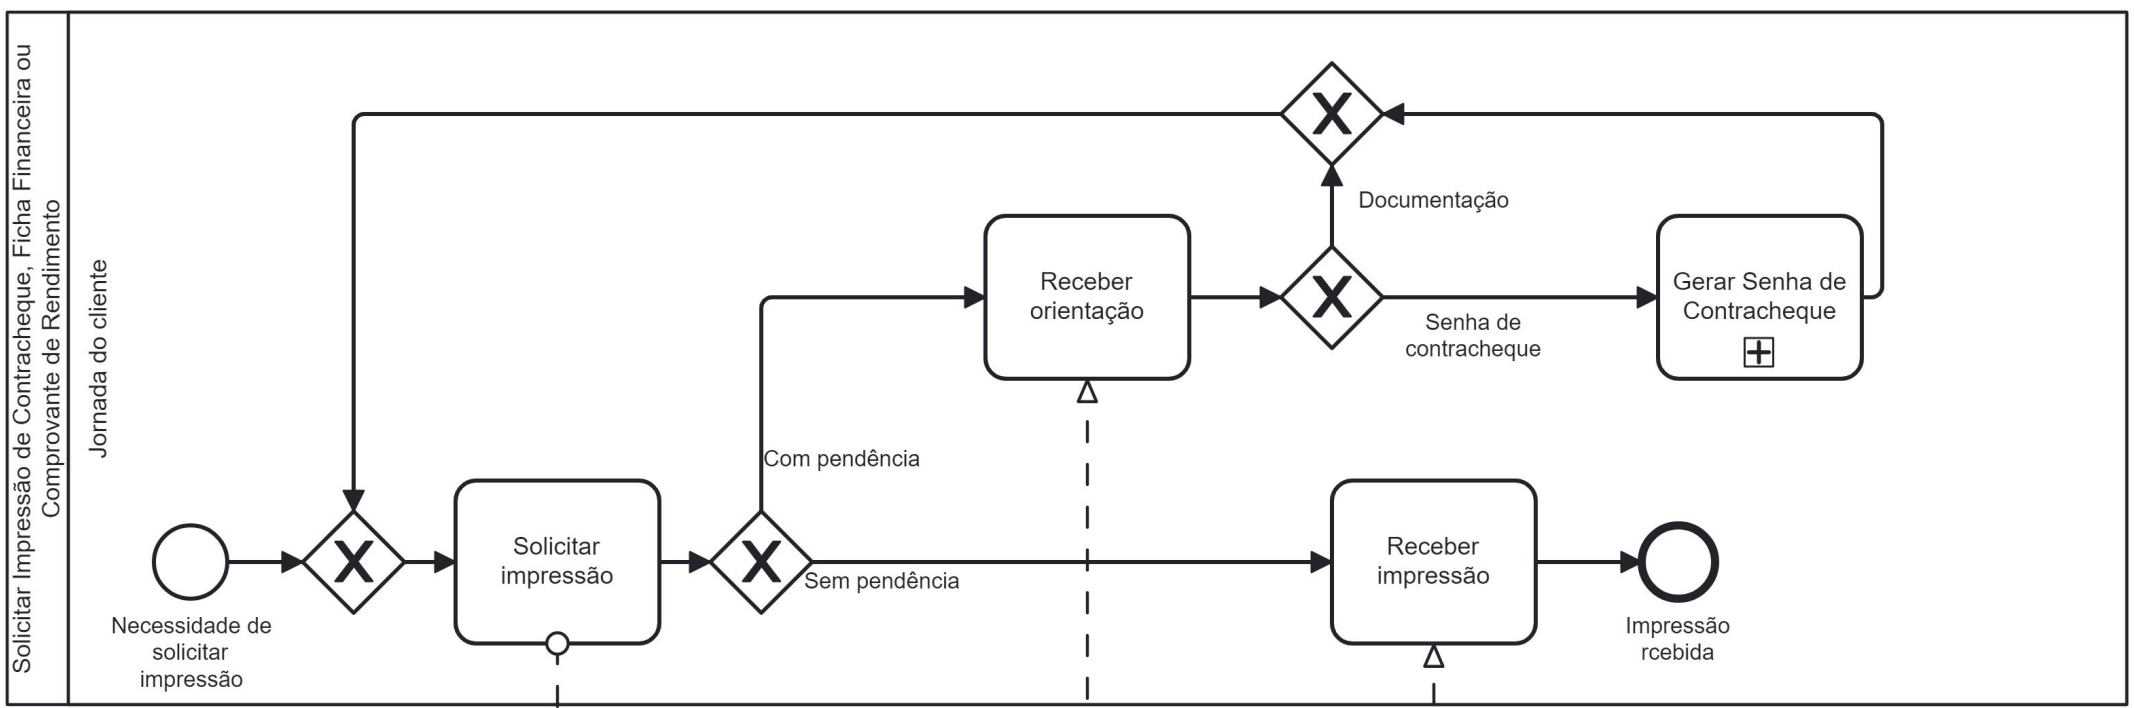 Solicitar Impressão de Contracheque, Ficha Financeira ou
Comprovante de Rendimento
Jornada do cliente
Documentação
Receber
orientação
Gerar Senha de
Contracheque
Senha de
contracheque
Com pendência
Solicitar
impressão
Receber
impressão
Sem pendência
Necessidade de
solicitar
impressão
Impressão
rcebida